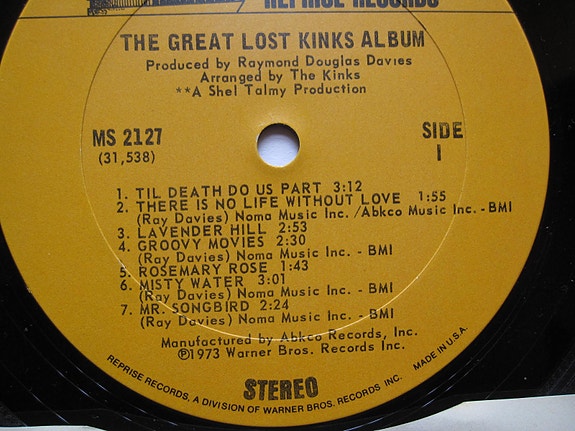 REPRISE RECORDS
THE GREAT LOST KINKS ALBUM
Produced by Raymond Douglas Davies
Arranged by The Kinks
**A Shel Talmy Production
MS 2127
(31,538)
SIDE
1
1. TIL DEATH DO US PART 3:12
2. THERE IS NO LIFE WITHOUT LOVE 1:55
(Ray Davies) Noma Music Inc. /Abkco Music Inc. - BMI
3. LAVENDER HILL 2:53
4. GROOVY MOVIES 2:30
(Ray Davies) Noma Music Inc. - BMI
5. ROSEMARY ROSE 1:43
6. MISTY WATER 3:01
(Ray Davies) Noma Music Inc. - BMI
7. MR. SONGBIRD 2:24
(Ray Davies) Noma Music Inc. - BMI
Manufactured by Abkco Records, Inc.
Ⓟ1973 Warner Bros. Records Inc.
STEREO
REPRISE RECORDS, A DIVISION OF WARNER BROS. RECORDS INC. MADE IN U.S.A.